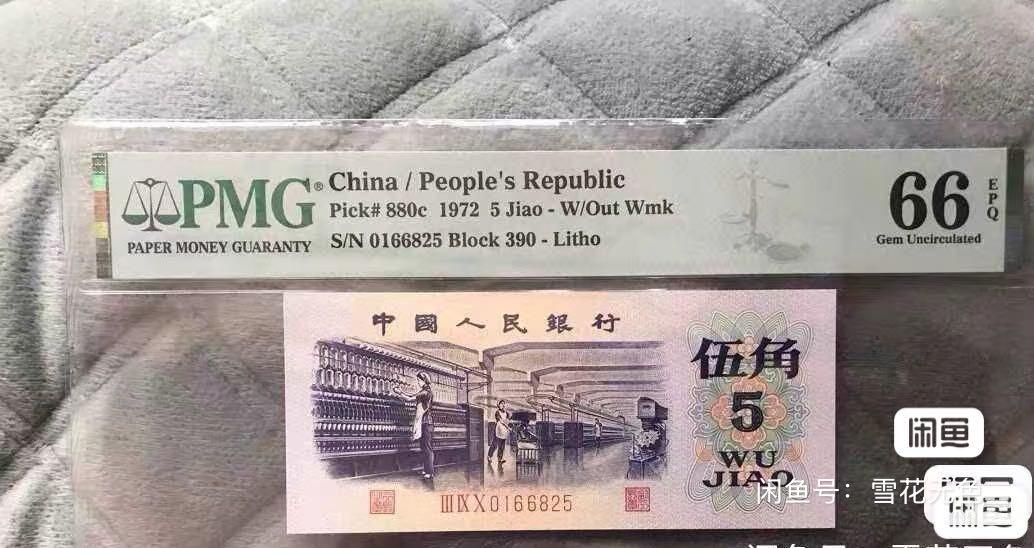 PMG® China / People's Republic
Pick# 880c 1972 5 Jiao - W/Out Wmk
PAPER MONEY GUARANTY S/N 0166825 Block 390 - Litho
66 EPQ
Gem Uncirculated
中國人民銀行
伍角
5
WU
JIAO
ⅢⅨⅩ0166825
闲鱼
闲鱼号：雪花
闲鱼